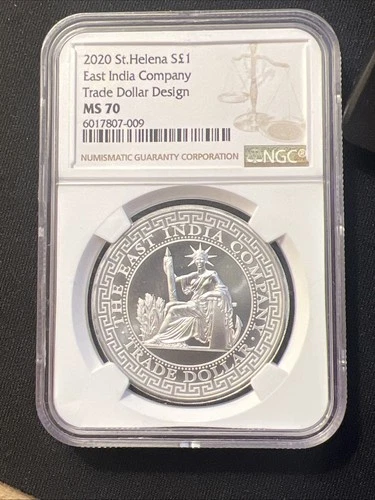 2020 St.Helena S£1
East India Company
Trade Dollar Design
MS 70
6017807-009
NUMISMATIC GUARANTY CORPORATION
NGC
· THE EAST INDIA COMPANY ·
TRADE DOLLAR